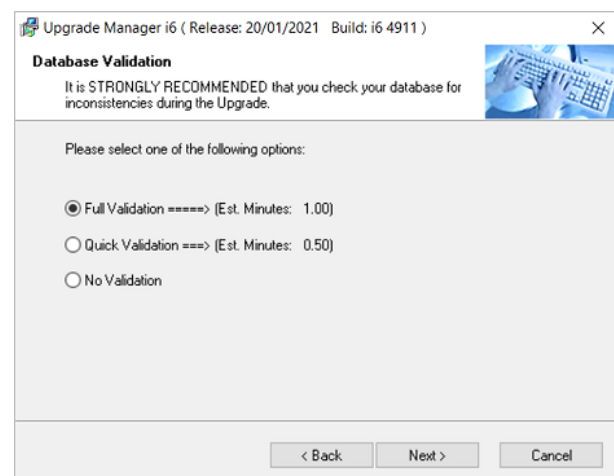 Upgrade Manager i6 ( Release: 20/01/2021   Build: i6 4911 )
Database Validation
It is STRONGLY RECOMMENDED that you check your database for
inconsistencies during the Upgrade.
Please select one of the following options:
Full Validation =====> (Est. Minutes:   1.00)
Quick Validation ===> (Est. Minutes:   0.50)
No Validation
< Back
Next >
Cancel